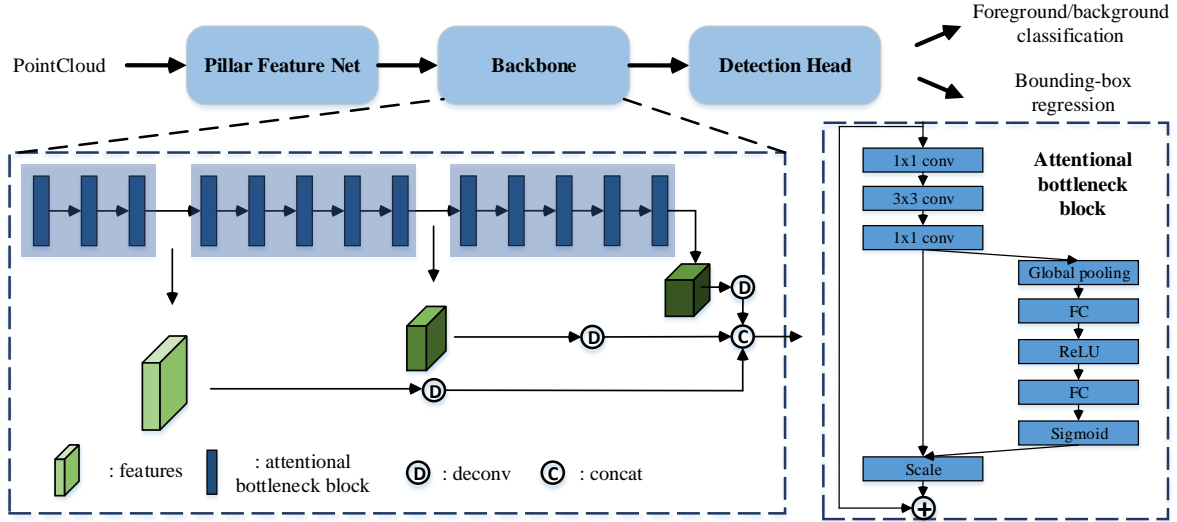 PointCloud
Pillar Feature Net
Backbone
Detection Head
Foreground/background
classification
Bounding-box
regression
D
D
C
D
: features
: attentional
bottleneck block
D
: deconv
C
: concat
Attentional
bottleneck
block
1x1 conv
3x3 conv
1x1 conv
Global pooling
FC
ReLU
FC
Sigmoid
Scale
+